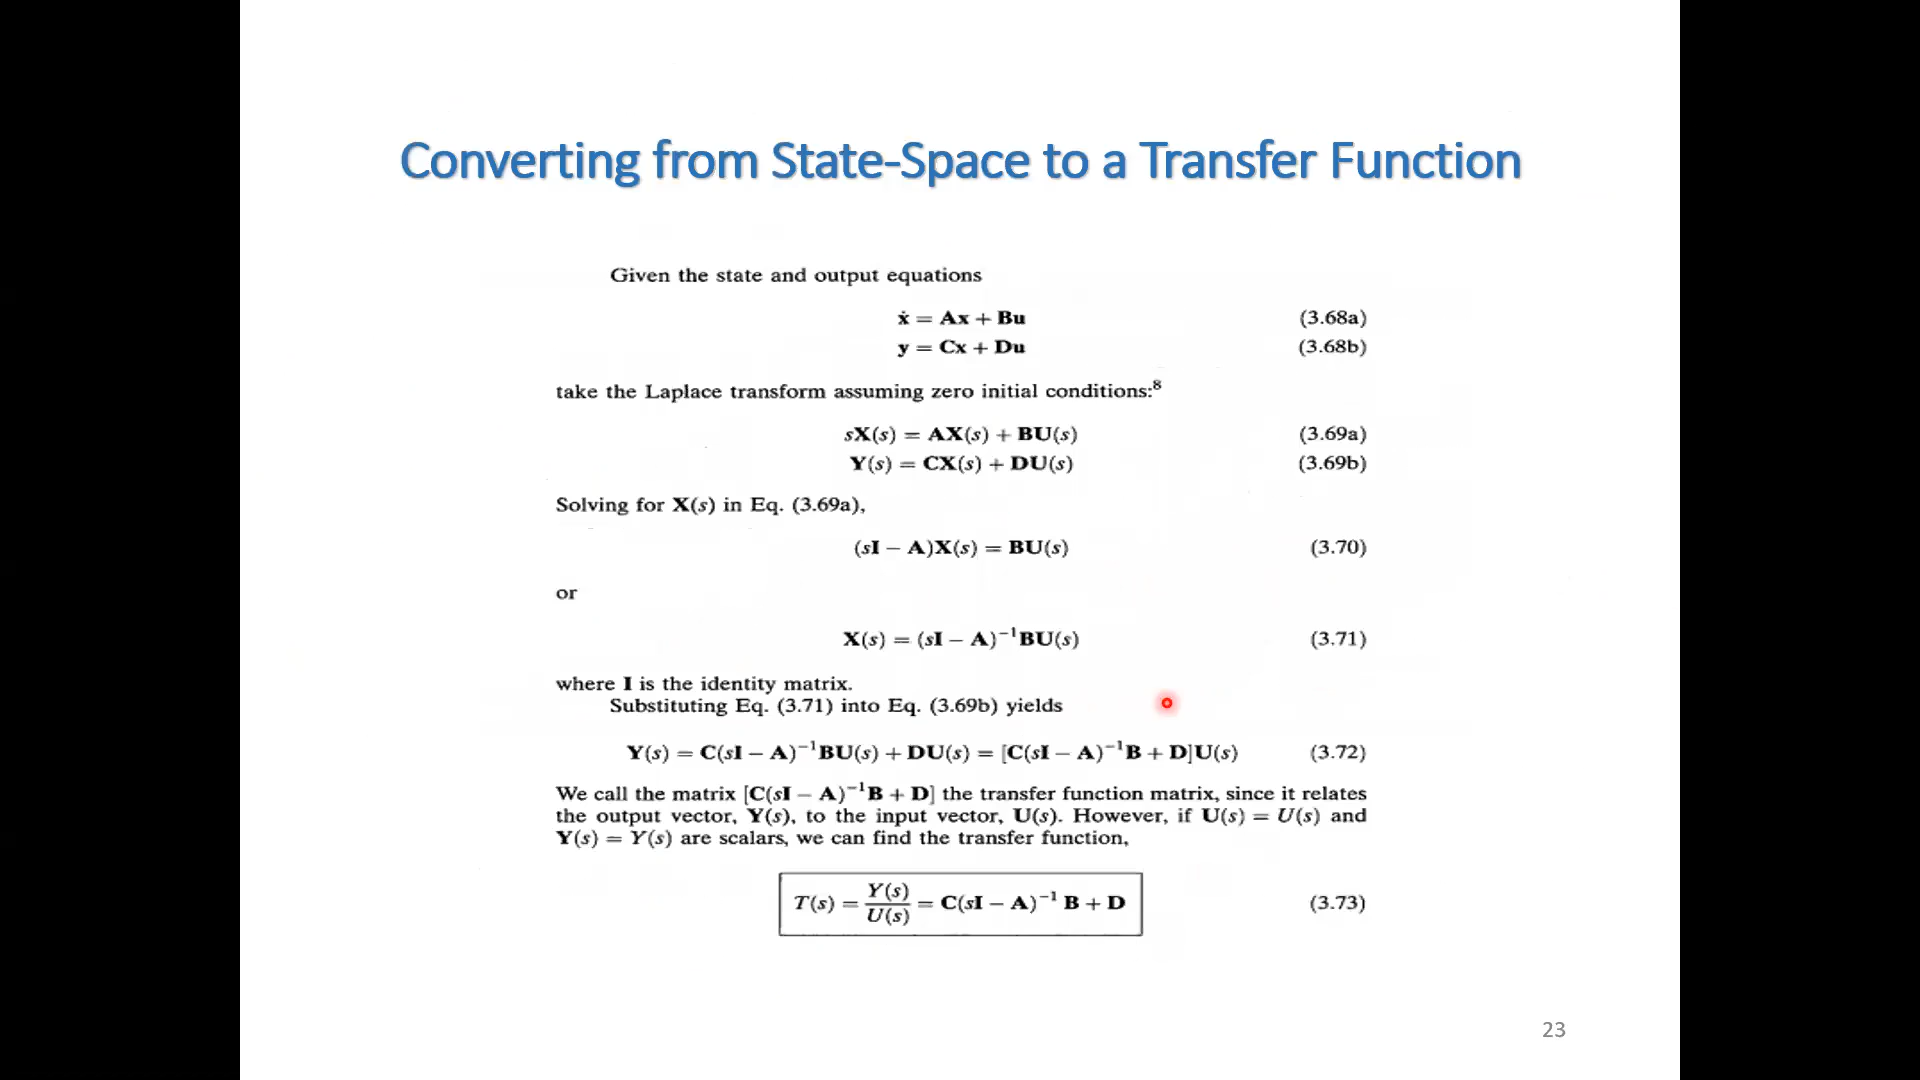 Converting from State-Space to a Transfer Function
Given the state and output equations
ẋ = Ax + Bu (3.68a)
y = Cx + Du (3.68b)
take the Laplace transform assuming zero initial conditions:⁸
sX(s) = AX(s) + BU(s) (3.69a)
Y(s) = CX(s) + DU(s) (3.69b)
Solving for X(s) in Eq. (3.69a),
(sI − A)X(s) = BU(s) (3.70)
or
X(s) = (sI − A)⁻¹BU(s) (3.71)
where I is the identity matrix.
Substituting Eq. (3.71) into Eq. (3.69b) yields
Y(s) = C(sI − A)⁻¹BU(s) + DU(s) = [C(sI − A)⁻¹B + D]U(s) (3.72)
We call the matrix [C(sI − A)⁻¹B + D] the transfer function matrix, since it relates
the output vector, Y(s), to the input vector, U(s). However, if U(s) = U(s) and
Y(s) = Y(s) are scalars, we can find the transfer function,
T(s) = Y(s)/U(s) = C(sI − A)⁻¹ B + D (3.73)
23